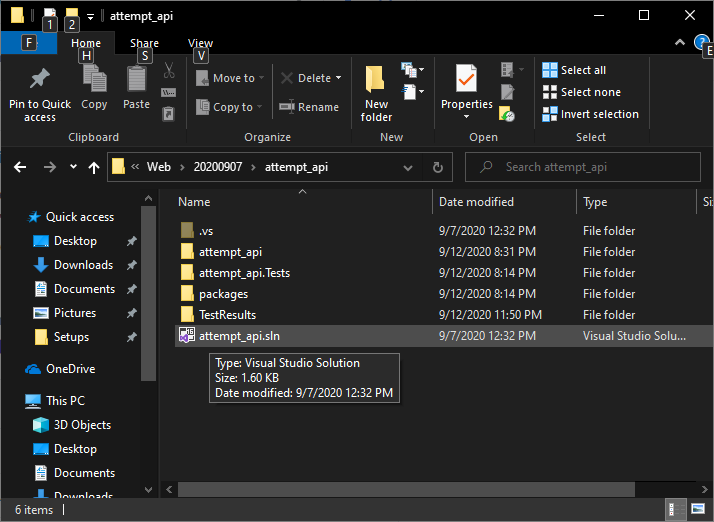 attempt_api
1 2
F Home Share View E
H S V
Pin to Quick access
Copy
Paste
Clipboard
Move to
Copy to
Delete
Rename
Organize
New folder
New
Properties
Open
Select all
Select none
Invert selection
Select
« Web > 20200907 > attempt_api
Search attempt_api
Name Date modified Type Si
.vs 9/7/2020 12:32 PM File folder
attempt_api 9/12/2020 8:31 PM File folder
attempt_api.Tests 9/12/2020 8:14 PM File folder
packages 9/12/2020 8:14 PM File folder
TestResults 9/12/2020 11:50 PM File folder
attempt_api.sln 9/7/2020 12:32 PM Visual Studio Solu...
Type: Visual Studio Solution
Size: 1.60 KB
Date modified: 9/7/2020 12:32 PM
Quick access
Desktop
Downloads
Documents
Pictures
Setups
OneDrive
This PC
3D Objects
Desktop
Documents
Downloads
6 items